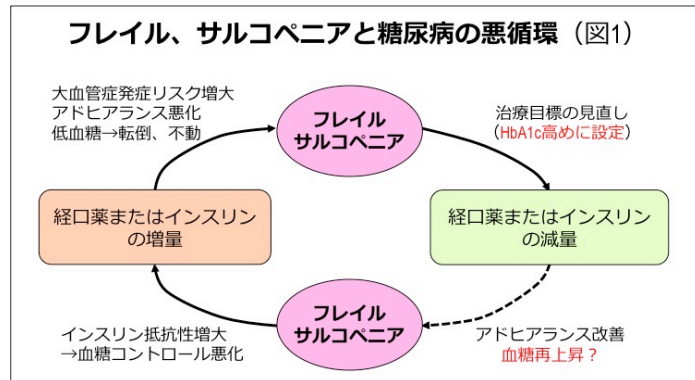 フレイル、サルコペニアと糖尿病の悪循環（図1）
大血管症発症リスク増大
アドヒアランス悪化
低血糖→転倒、不動
フレイル
サルコペニア
治療目標の見直し
（HbA1c高めに設定）
経口薬またはインスリン
の増量
経口薬またはインスリン
の減量
インスリン抵抗性増大
→血糖コントロール悪化
フレイル
サルコペニア
アドヒアランス改善
血糖再上昇？